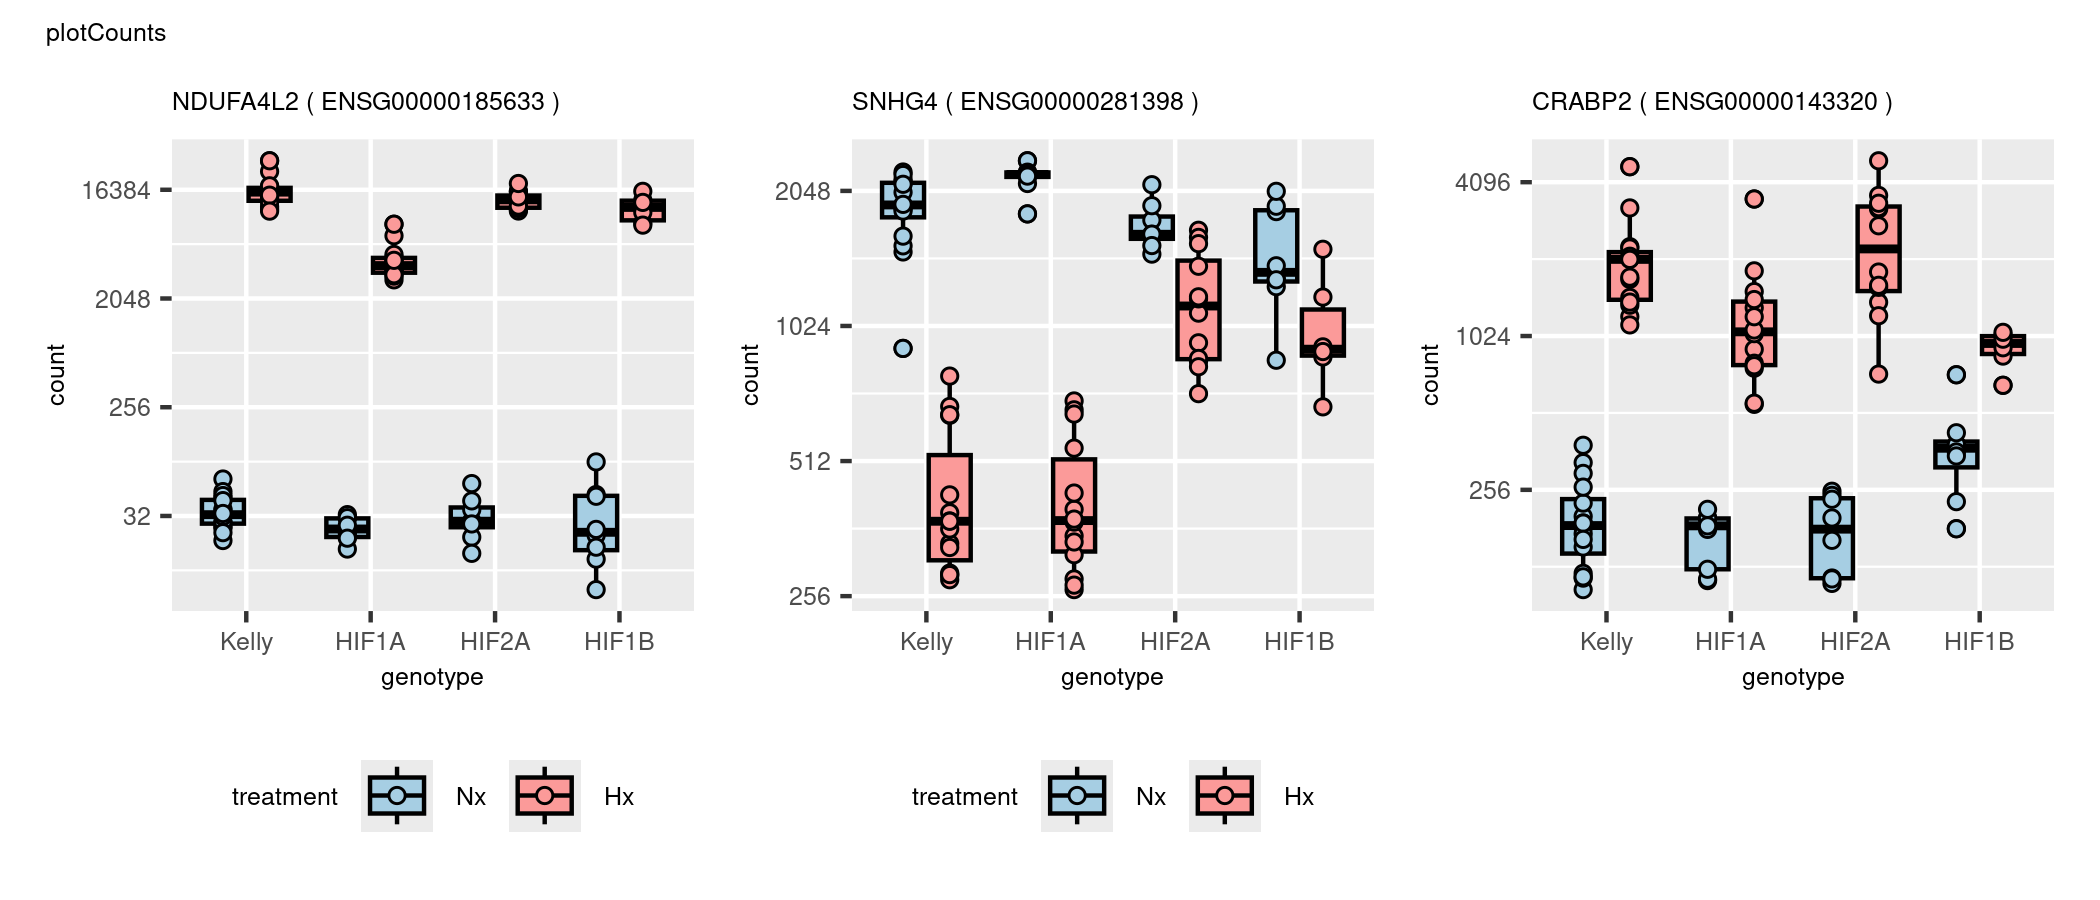 plotCounts
NDUFA4L2 ( ENSG00000185633 )
16384
2048
256
32
count
Kelly HIF1A HIF2A HIF1B
genotype
treatment Nx Hx
SNHG4 ( ENSG00000281398 )
2048
1024
512
256
count
Kelly HIF1A HIF2A HIF1B
genotype
treatment Nx Hx
CRABP2 ( ENSG00000143320 )
4096
1024
256
count
Kelly HIF1A HIF2A HIF1B
genotype